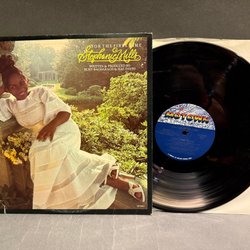 FOR THE FIRST TIME
Stephanie Mills
WRITTEN & PRODUCED BY
BURT BACHARACH & HAL DAVID
MOTOWN